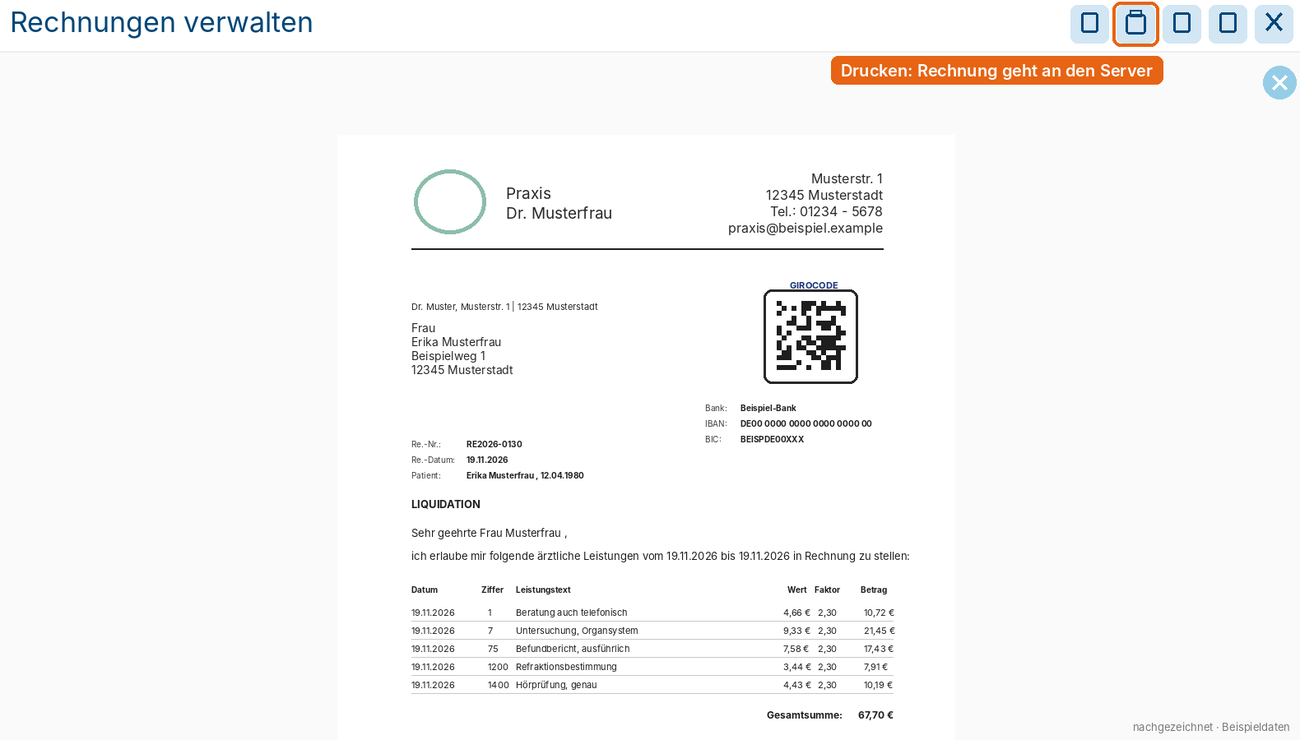 Rechnungen verwalten
Drucken: Rechnung geht an den Server
Praxis
Dr. Musterfrau
Musterstr. 1
12345 Musterstadt
Tel.: 01234 - 5678
praxis@beispiel.example
GIROCODE
Dr. Muster, Musterstr. 1 | 12345 Musterstadt
Frau
Erika Musterfrau
Beispielweg 1
12345 Musterstadt
Bank: Beispiel-Bank
IBAN: DE00 0000 0000 0000 0000 00
BIC: BEISPDE00XXX
Re.-Nr.: RE2026-0130
Re.-Datum: 19.11.2026
Patient: Erika Musterfrau , 12.04.1980
LIQUIDATION
Sehr geehrte Frau Musterfrau ,
ich erlaube mir folgende ärztliche Leistungen vom 19.11.2026 bis 19.11.2026 in Rechnung zu stellen:
Datum Ziffer Leistungstext Wert Faktor Betrag
19.11.2026 1 Beratung auch telefonisch 4,66 € 2,30 10,72 €
19.11.2026 7 Untersuchung, Organsystem 9,33 € 2,30 21,45 €
19.11.2026 75 Befundbericht, ausführlich 7,58 € 2,30 17,43 €
19.11.2026 1200 Refraktionsbestimmung 3,44 € 2,30 7,91 €
19.11.2026 1400 Hörprüfung, genau 4,43 € 2,30 10,19 €
Gesamtsumme: 67,70 €
nachgezeichnet · Beispieldaten